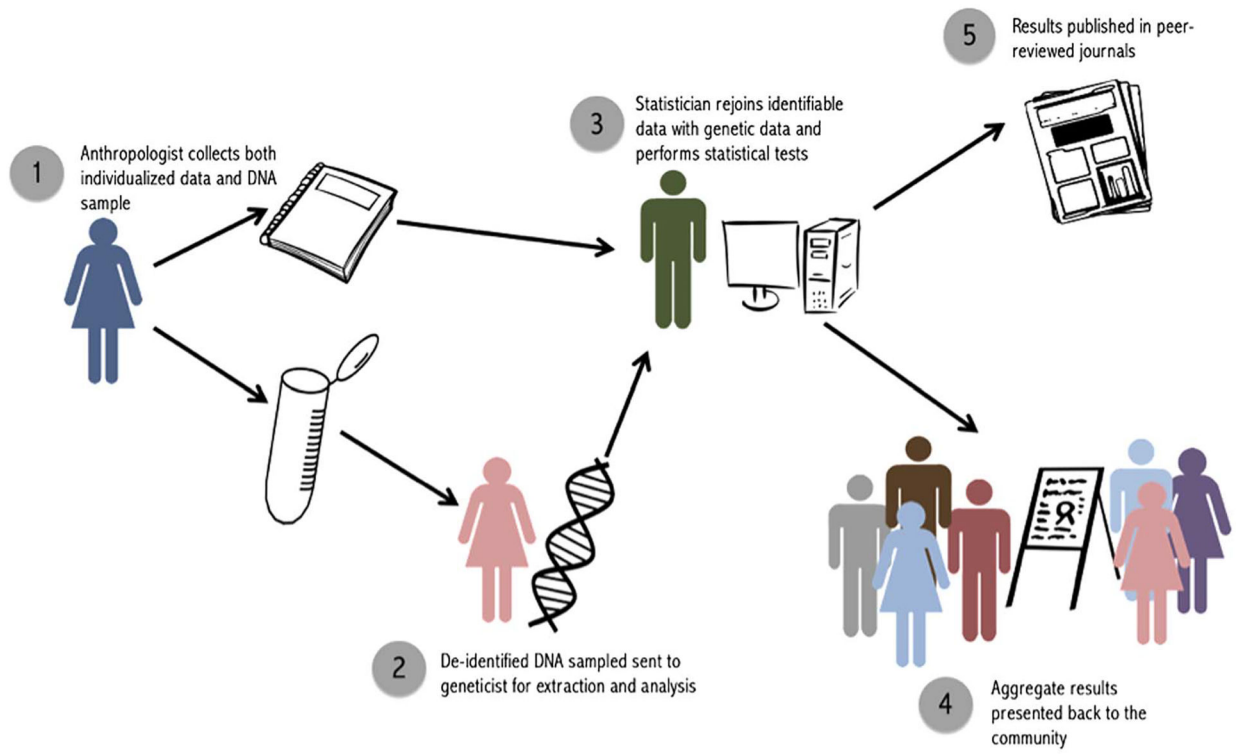 1
Anthropologist collects both
individualized data and DNA
sample
2
De-identified DNA sampled sent to
geneticist for extraction and analysis
3
Statistician rejoins identifiable
data with genetic data and
performs statistical tests
4
Aggregate results
presented back to the
community
5
Results published in peer-
reviewed journals